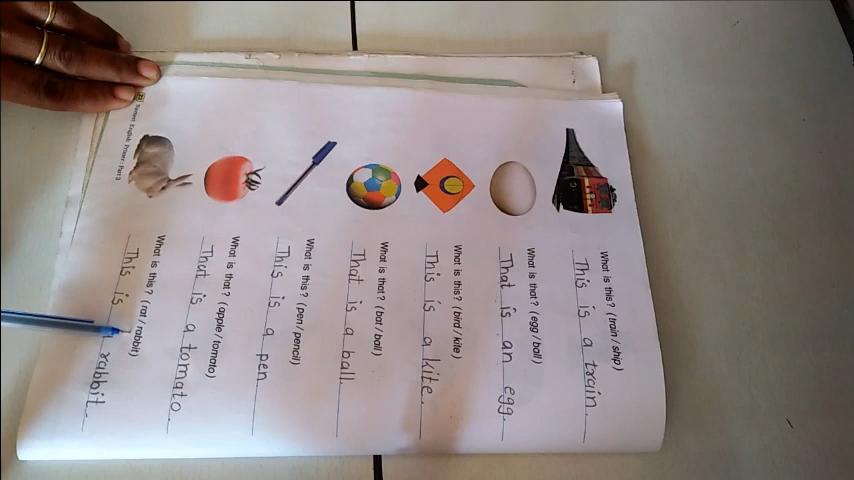 What is this? (train / ship)
This is a train.
What is that? (egg / ball)
That is an egg.
What is this? (bird / kite)
This is a kite.
What is that? (bat / ball)
That is a ball.
What is this? (pen / pencil)
This is a pen
What is that? (apple / tomato)
That is a tomato.
What is this? (rat / rabbit)
This is a rabbit.